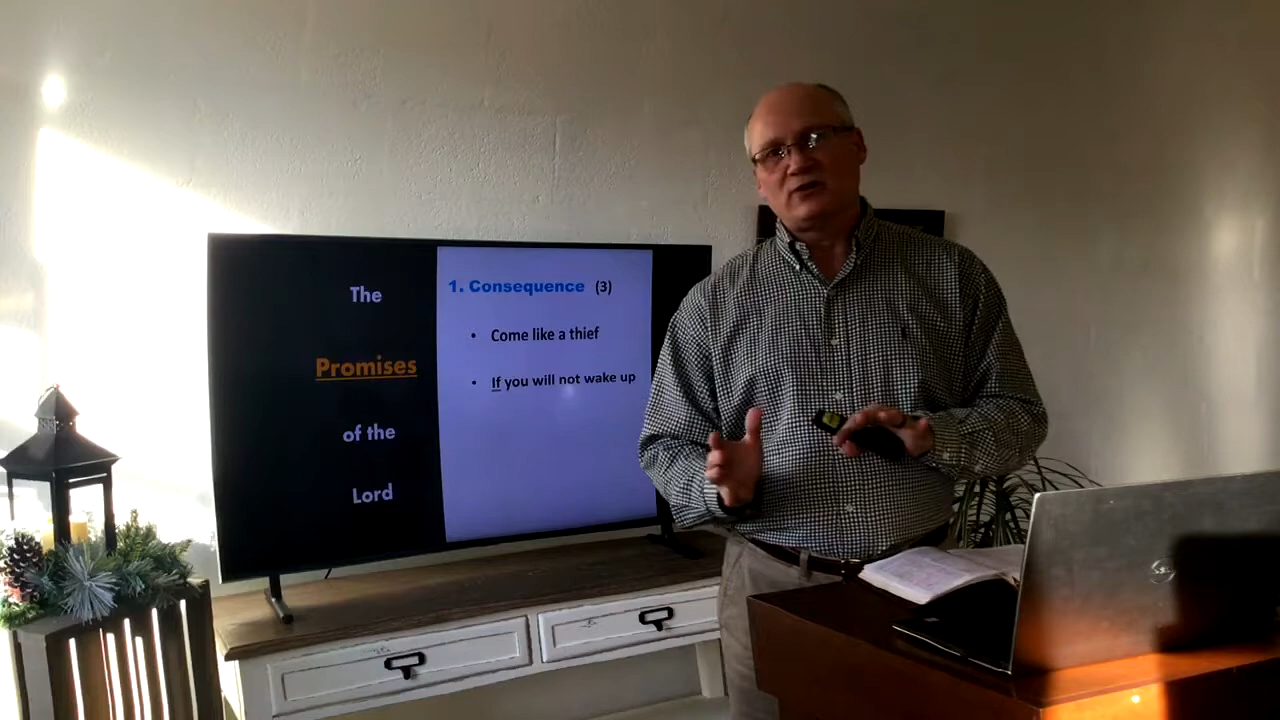 The
Promises
of the
Lord
1. Consequence (3)
• Come like a thief
• If you will not wake up